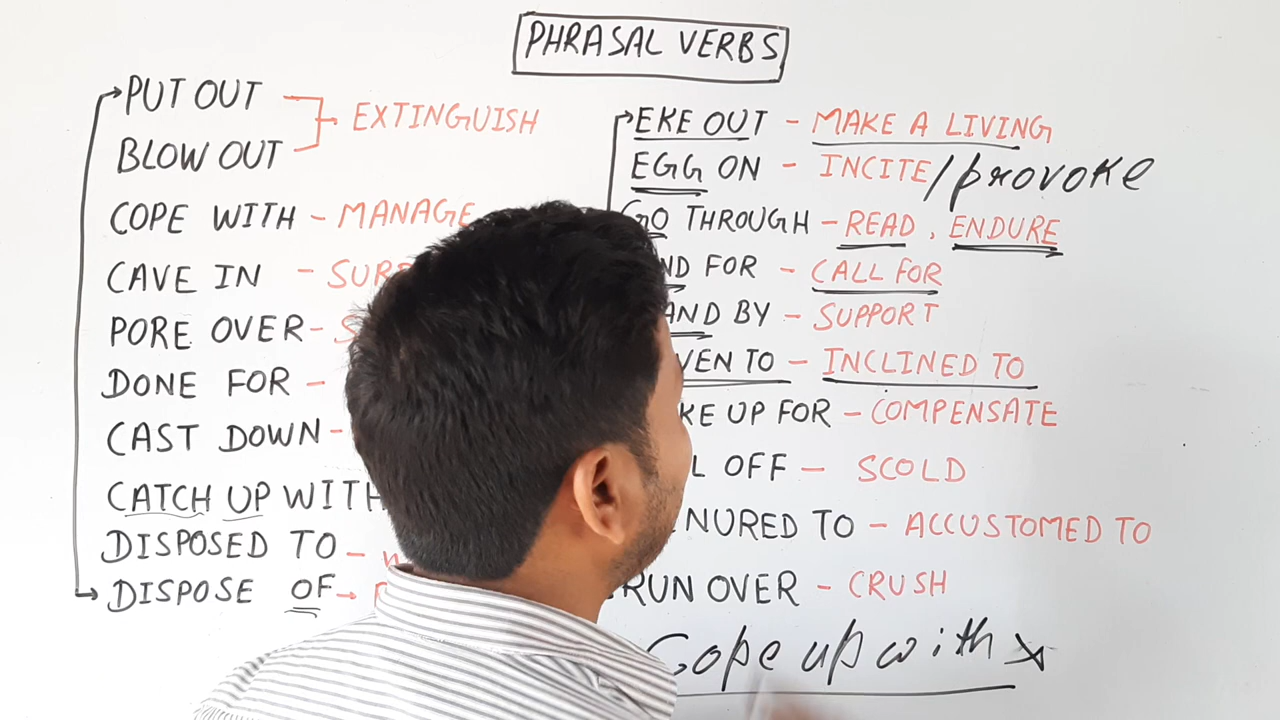 PHRASAL VERBS
PUT OUT
BLOW OUT
EXTINGUISH
COPE WITH - MANAGE
CAVE IN -
PORE OVER -
DONE FOR -
CAST DOWN -
CATCH UP WITH
DISPOSED TO -
DISPOSE OF →
EKE OUT - MAKE A LIVING
EGG ON - INCITE/provoke
GO THROUGH - READ, ENDURE
FOR - CALL FOR
BY - SUPPORT
TO - INCLINED TO
UP FOR - COMPENSATE
OFF - SCOLD
TO - ACCUSTOMED TO
RUN OVER - CRUSH
Cope up with